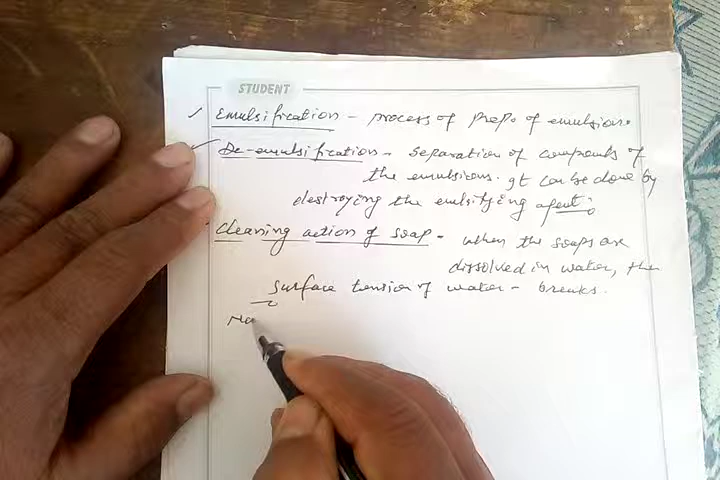 STUDENT
Emulsification - process of prep. of emulsion.
De-emulsification - Separation of compounds of
the emulsions. It can be done by
destroying the emulsifying agent.
Cleaning action of soap - when the soaps are
dissolved in water, the
Surface tension of water - breaks.